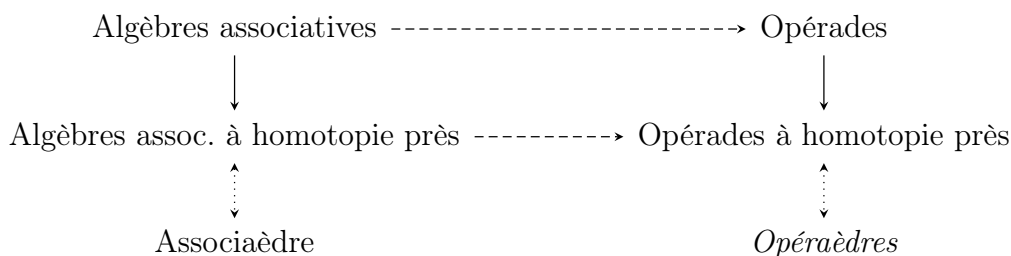 Algèbres associatives Opérades
Algèbres assoc. à homotopie près Opérades à homotopie près
Associaèdre Opéraèdres